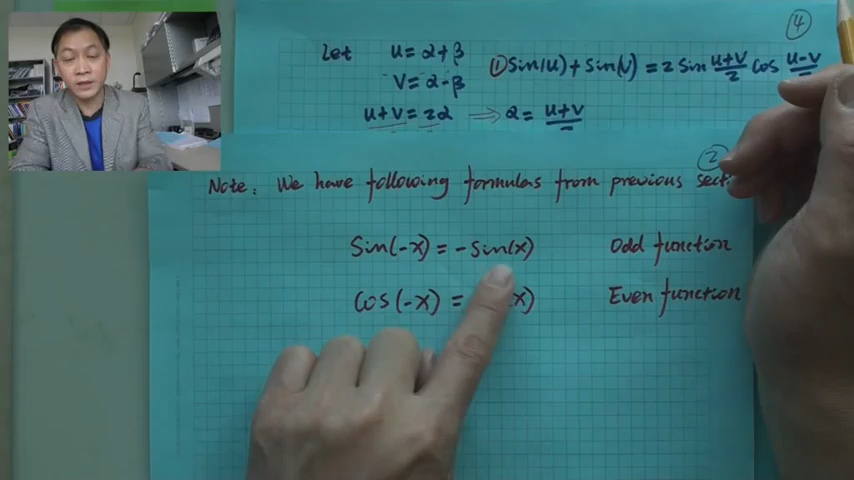 ④
Let u = α+β ① Sin(u) + Sin(v) = 2 Sin u+v/2 Cos u-v/2
v = α-β
u+v = 2α ⟹ α = u+v/2
②
Note: We have following formulas from previous
Sin(-x) = -Sin(x) Odd function
Cos(-x) = x) Even function